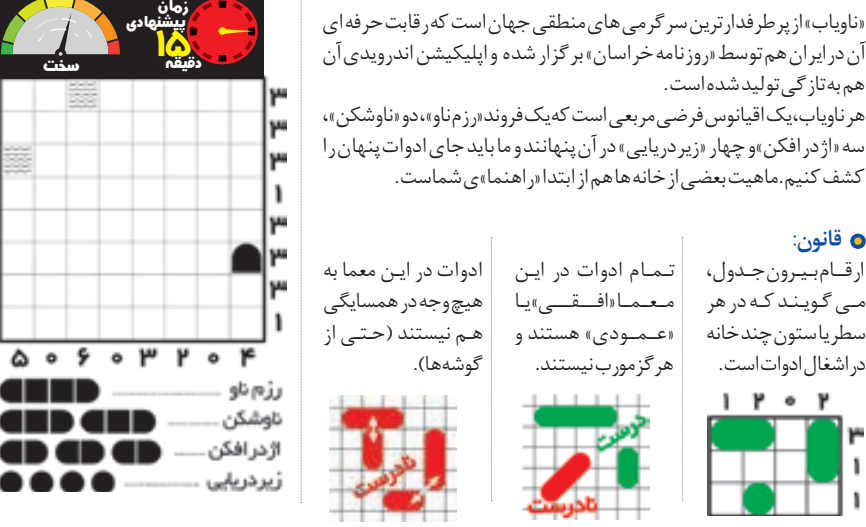 «ناویاب» از پرطرفدارترین سرگرمی های منطقی جهان است که رقابت حرفه ای
آن در ایران هم توسط «روزنامه خراسان» برگزار شده و اپلیکیشن اندرویدی آن
هم به تازگی تولید شده است.
هر ناویاب، یک اقیانوس فرضی مربعی است که یک فروند «رزم ناو»، دو «ناوشکن»،
سه «اژدرافکن» و چهار «زیردریایی» در آن پنهانند و ما باید جای ادوات پنهان را
کشف کنیم. ماهیت بعضی از خانه ها هم از ابتدا «راهنما»ی شماست.
قانون:
ارقام بیرون جدول،
می گویند که در هر
سطر یا ستون چند خانه
در اشغال ادوات است.
۱ ۲ ۰ ۲
۳
۱
۱
تمام ادوات در این
معما «افقی» یا
«عمودی» هستند و
هرگز مورب نیستند.
درست
نادرست
ادوات در این معما به
هیچ وجه در همسایگی
هم نیستند (حتی از
گوشه ها).
نادرست
زمان
پیشنهادی
۱۵
دقیقه
سخت
۳
۳
۳
۱
۳
۳
۳
۱
۵ ۰ ۶ ۰ ۳ ۲ ۰ ۴
رزم ناو
ناوشکن
اژدرافکن
زیردریایی